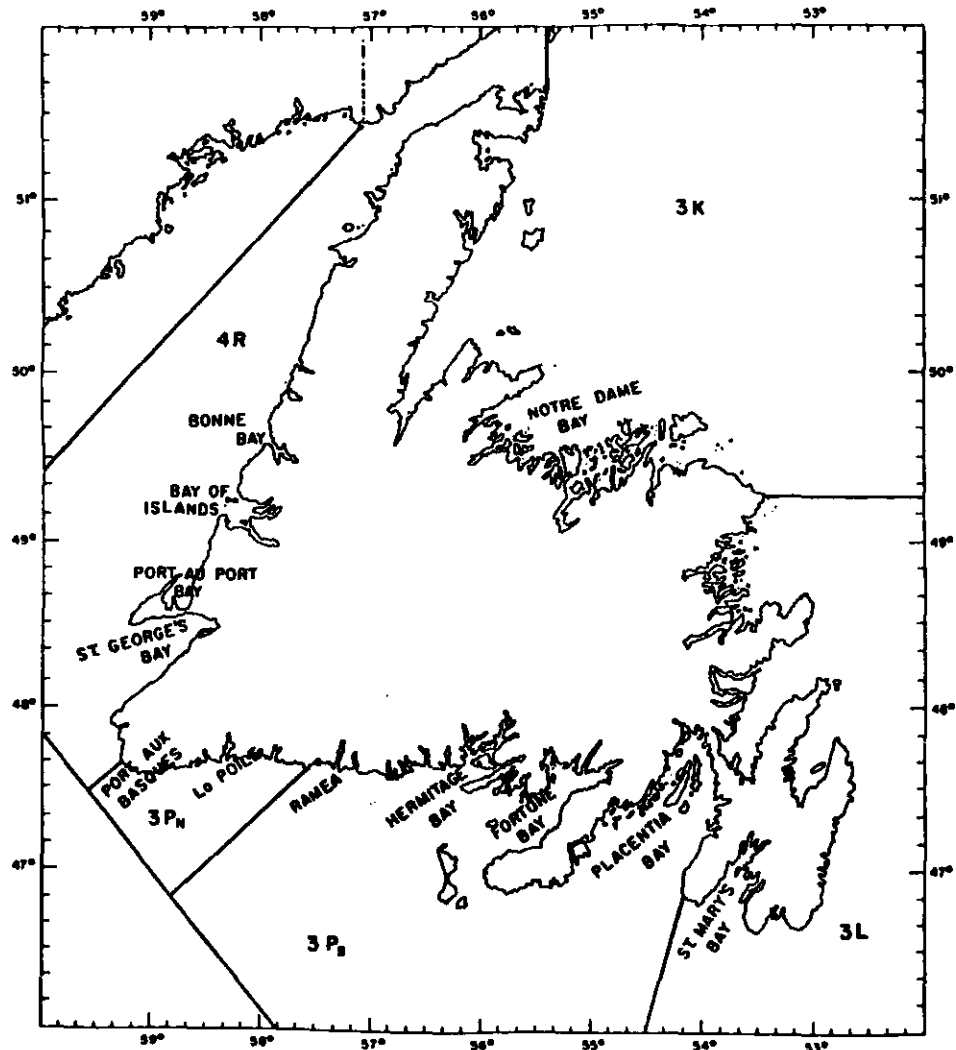 59° 58° 57° 56° 55° 54° 53°
51° 51°
3K
4R
50° 50°
NOTRE DAME
BAY
BONNE
BAY
BAY OF
ISLANDS
49° 49°
PORT AU PORT
BAY
ST. GEORGE'S
BAY
48° 48°
PORT AUX
BASQUES
LA POILE
RAMEA
HERMITAGE
BAY
FORTUNE
BAY
PLACENTIA
BAY
3PN
47° 47°
ST. MARY'S
BAY
3L
3PS
59° 58° 57° 56° 55° 54° 53°